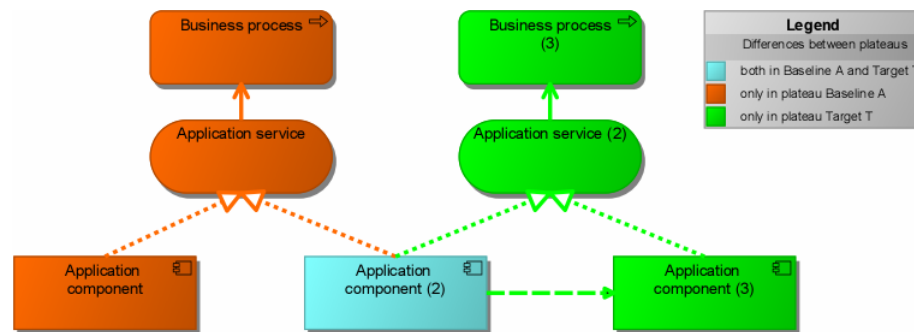 Business process
Business process
(3)
Legend
Differences between plateaus
both in Baseline A and Target T
only in plateau Baseline A
only in plateau Target T
Application service
Application service (2)
Application
component
Application
component (2)
Application
component (3)